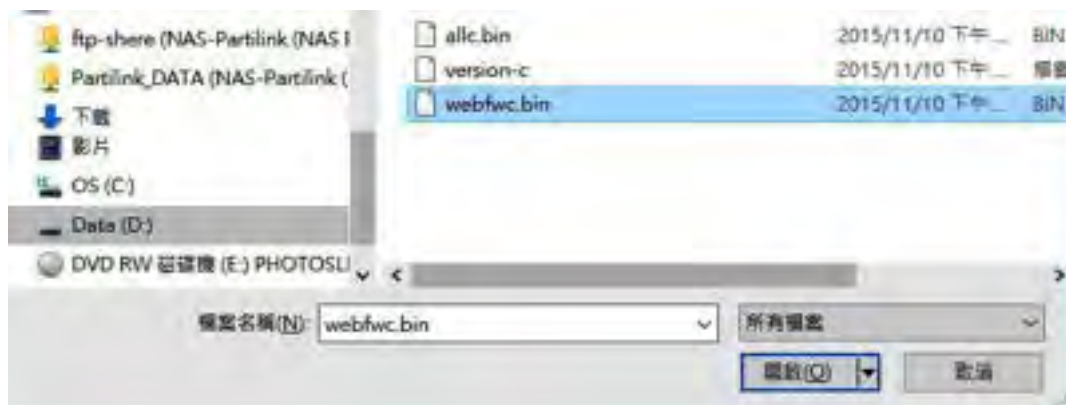 ftp-shere (NAS-Partilink (NAS
Partilink_DATA (NAS-Partilink (
下載
影片
OS (C:)
Data (D:)
DVD RW 磁碟機 (E:) PHOTOSLI
allc.bin 2015/11/10 下午... BIN
version-c 2015/11/10 下午... 檔案
webfwc.bin 2015/11/10 下午... BIN
檔案名稱(N): webfwc.bin 所有檔案
開啟(O) 取消